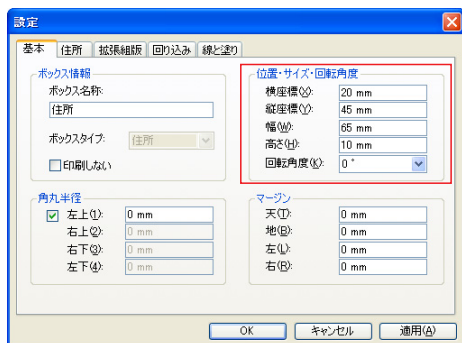 設定
基本 住所 拡張組版 回り込み 線と塗り
ボックス情報
ボックス名称:
住所
ボックスタイプ: 住所
印刷しない
位置・サイズ・回転角度
横座標(X): 20 mm
縦座標(Y): 45 mm
幅(W): 65 mm
高さ(H): 10 mm
回転角度(K): 0 °
角丸半径
左上(1): 0 mm
右上(2): 0 mm
右下(3): 0 mm
左下(4): 0 mm
マージン
天(T): 0 mm
地(B): 0 mm
左(L): 0 mm
右(R): 0 mm
OK キャンセル 適用(A)